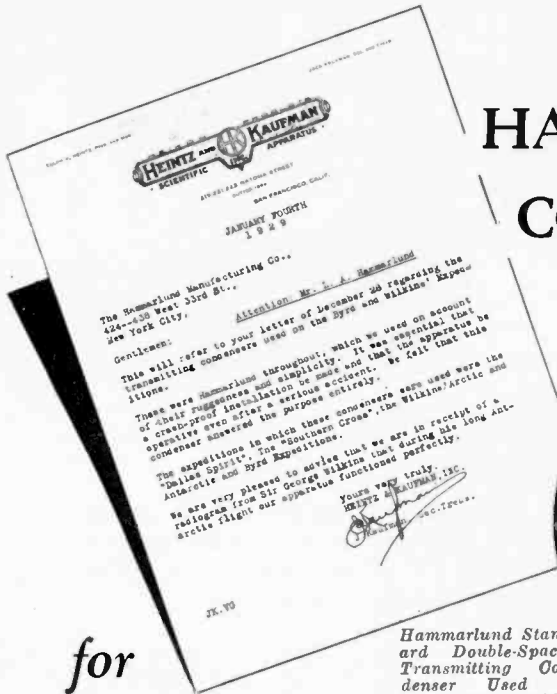 HEINTZ AND KAUFMAN
SCIENTIFIC INC APPARATUS
NATOMA STREET
SAN FRANCISCO, CALIF.
JANUARY FOURTH
1929
The Hammarlund Manufacturing Co.,
424--438 West 33rd St.,
New York City.
Attention: Mr. L. A. Hammarlund
Gentlemen:
This will refer to your letter of December 28 regarding the
transmitting condensers used on the Byrd and Wilkins' Exped-
itions.
These were Hammarlund throughout, which we used on account
of their ruggedness and simplicity. It was essential that
a crash-proof installation be made and that the apparatus be
operative even after a serious accident. We felt that this
condenser answered the purpose entirely.
The expeditions in which these condensers were used were the
"Dallas Spirit", The "Southern Cross", the Wilkins' Arctic and
Antarctic and Byrd Expeditions.
We are very pleased to advise that we are in receipt of a
radiogram from Sir George Wilkins that during his long Ant-
arctic flight our apparatus functioned perfectly.
Yours very truly,
HEINTZ & KAUFMAN, INC.
J Kaufman, Sec.Treas.
JK.VG
HA
CO
for
Hammarlund Stan
ard Double-Spac
Transmitting Co
denser Used